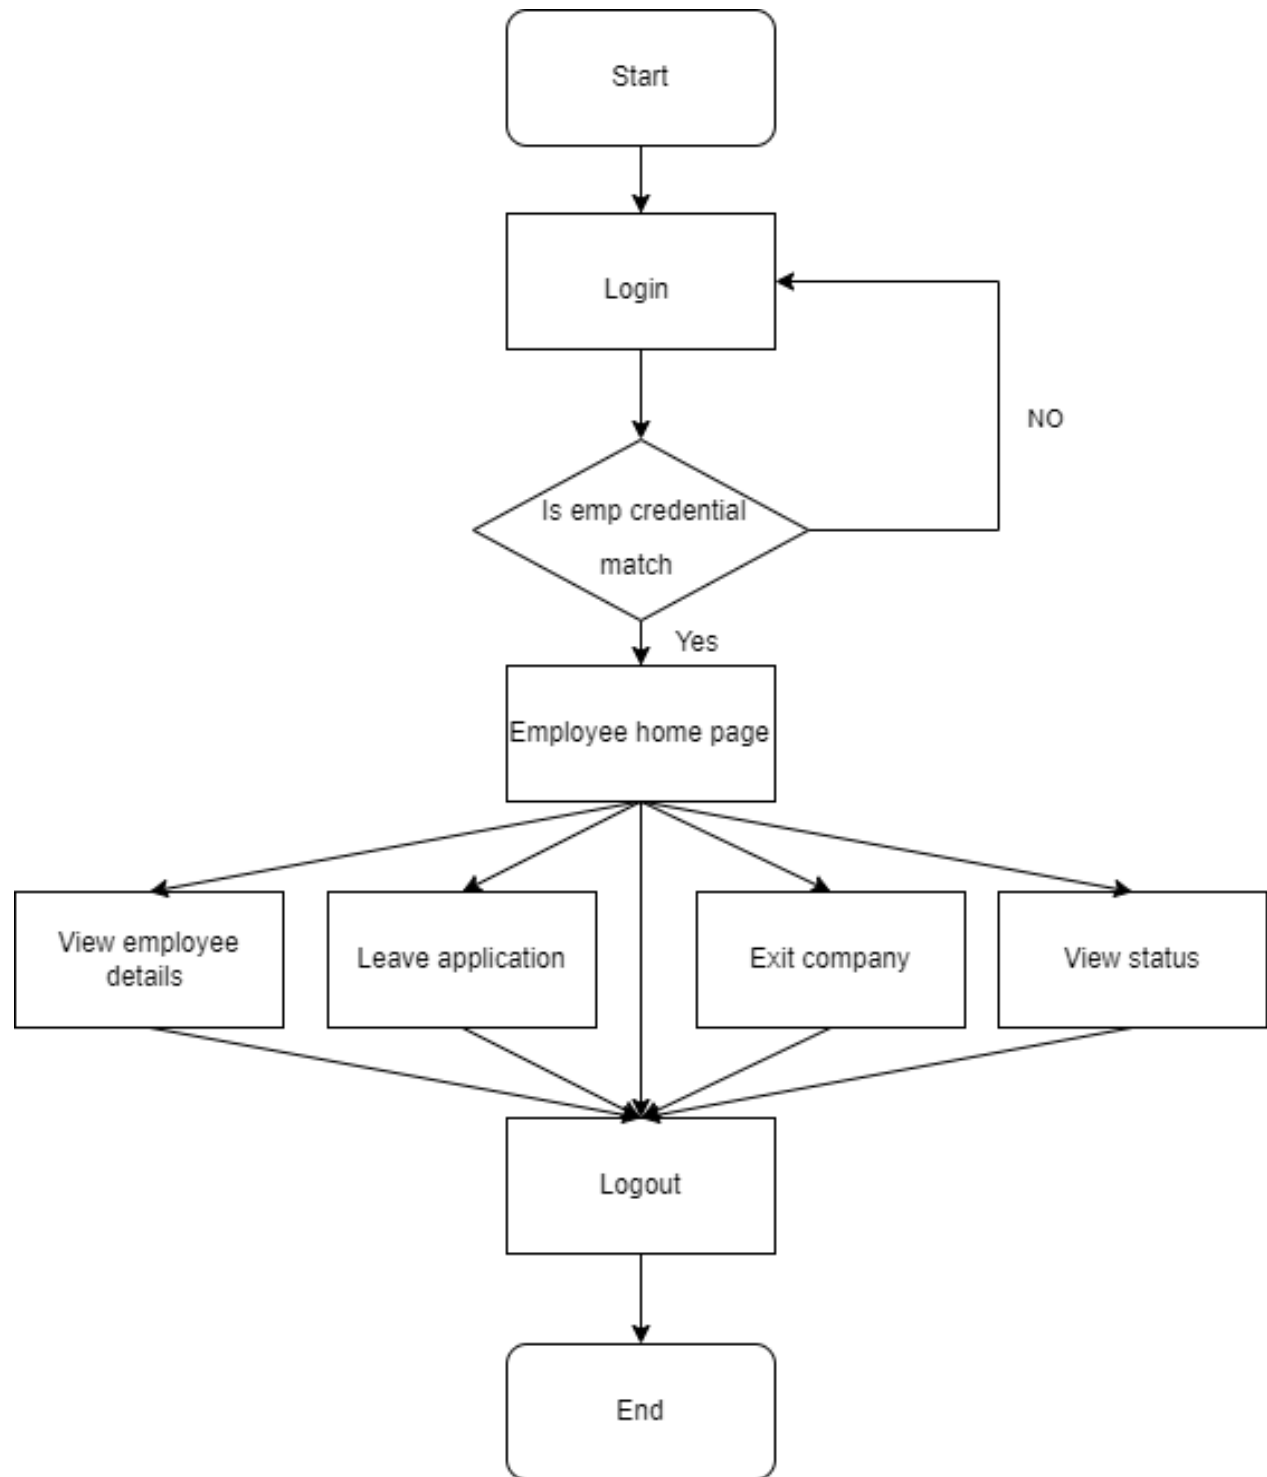 Start
Login
NO
Is emp credential
match
Yes
Employee home page
View employee
details
Leave application
Exit company
View status
Logout
End